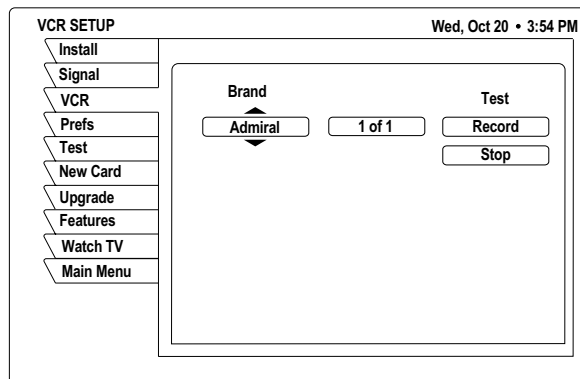 VCR SETUP
Wed, Oct 20 • 3:54 PM
Install
Signal
VCR
Prefs
Test
New Card
Upgrade
Features
Watch TV
Main Menu
Brand
Test
Admiral
1 of 1
Record
Stop